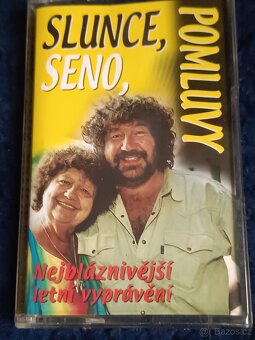 SLUNCE,
SENO,
POMLUVY
Nejbláznivější
letní vyprávění